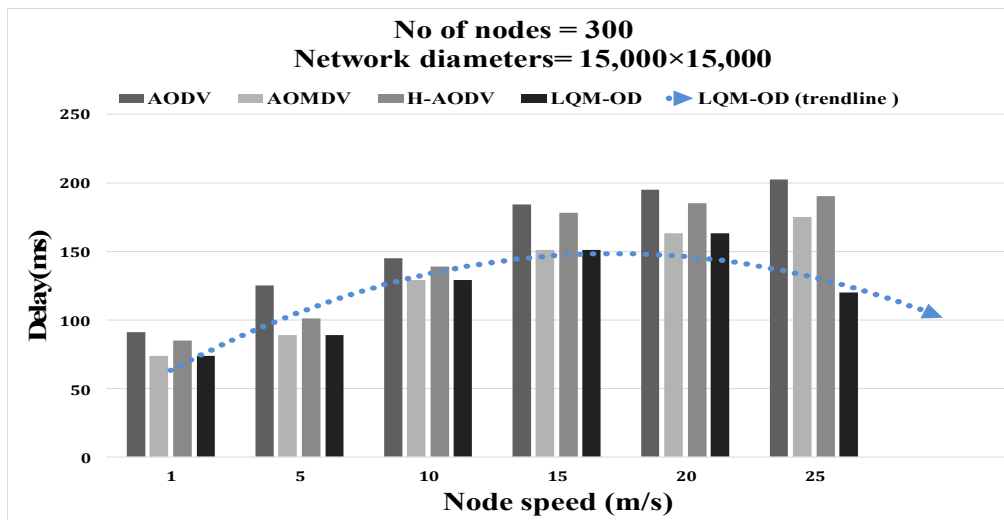 No of nodes = 300
Network diameters= 15,000×15,000
AODV AOMDV H-AODV LQM-OD LQM-OD (trendline )
250
200
150
100
50
0
Delay(ms)
1 5 10 15 20 25
Node speed (m/s)